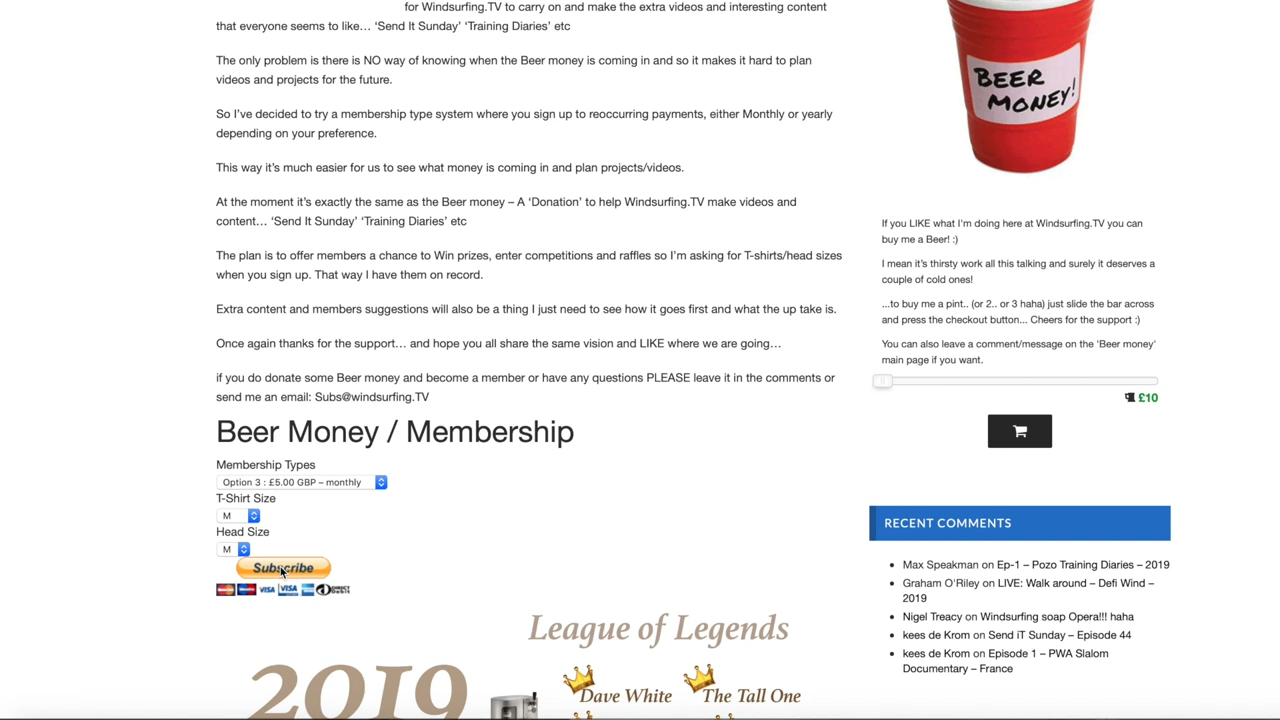 for Windsurfing.TV to carry on and make the extra videos and interesting content
that everyone seems to like… ‘Send It Sunday’ ‘Training Diaries’ etc
The only problem is there is NO way of knowing when the Beer money is coming in and so it makes it hard to plan
videos and projects for the future.
So I’ve decided to try a membership type system where you sign up to reoccurring payments, either Monthly or yearly
depending on your preference.
This way it’s much easier for us to see what money is coming in and plan projects/videos.
At the moment it’s exactly the same as the Beer money – A ‘Donation’ to help Windsurfing.TV make videos and
content… ‘Send It Sunday’ ‘Training Diaries’ etc
The plan is to offer members a chance to Win prizes, enter competitions and raffles so I’m asking for T-shirts/head sizes
when you sign up. That way I have them on record.
Extra content and members suggestions will also be a thing I just need to see how it goes first and what the up take is.
Once again thanks for the support… and hope you all share the same vision and LIKE where we are going…
if you do donate some Beer money and become a member or have any questions PLEASE leave it in the comments or
send me an email: Subs@windsurfing.TV
Beer Money / Membership
Membership Types
Option 3 : £5.00 GBP – monthly
T-Shirt Size
M
Head Size
M
Subscribe
VISA VISA DIRECT Debit
League of Legends
2019
Dave White The Tall One
BEER
MONEY!
If you LIKE what I'm doing here at Windsurfing.TV you can
buy me a Beer! :)
I mean it's thirsty work all this talking and surely it deserves a
couple of cold ones!
...to buy me a pint.. (or 2.. or 3 haha) just slide the bar across
and press the checkout button... Cheers for the support :)
You can also leave a comment/message on the 'Beer money'
main page if you want.
£10
RECENT COMMENTS
Max Speakman on Ep-1 – Pozo Training Diaries – 2019
Graham O'Riley on LIVE: Walk around – Defi Wind –
2019
Nigel Treacy on Windsurfing soap Opera!!! haha
kees de Krom on Send iT Sunday – Episode 44
kees de Krom on Episode 1 – PWA Slalom
Documentary – France